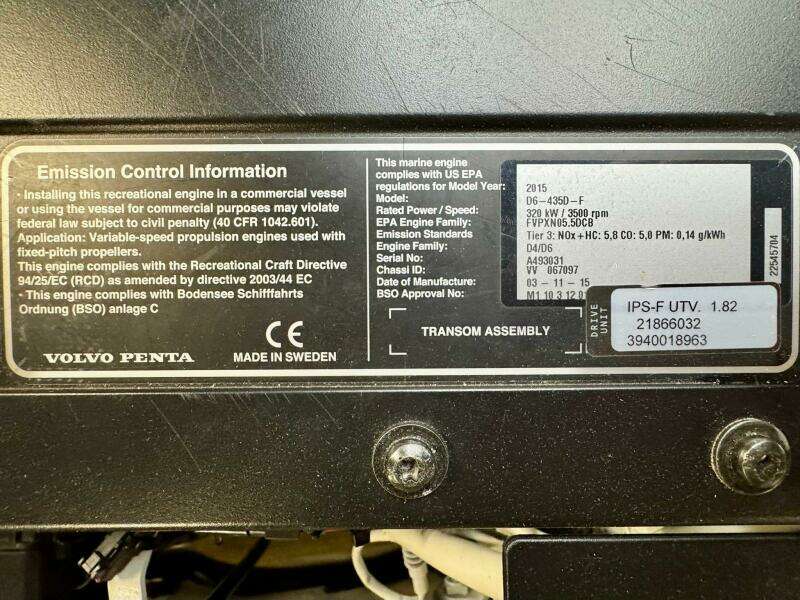 Emission Control Information
· Installing this recreational engine in a commercial vessel
or using the vessel for commercial purposes may violate
federal law subject to civil penalty (40 CFR 1042.601).
Application: Variable-speed propulsion engines used with
fixed-pitch propellers.
This engine complies with the Recreational Craft Directive
94/25/EC (RCD) as amended by directive 2003/44 EC
· This engine complies with Bodensee Schifffahrts
Ordnung (BSO) anlage C
VOLVO PENTA
CE
MADE IN SWEDEN
This marine engine
complies with US EPA
regulations for Model Year: 2015
Model: D6-435D-F
Rated Power / Speed: 320 kW / 3500 rpm
EPA Engine Family: FVPXN05.5DCB
Emission Standards Tier 3: NOx+HC: 5,8 CO: 5,0 PM: 0,14 g/kWh
Engine Family: D4/D6
Serial No: A493031
Chassi ID: VV 067097
Date of Manufacture: 03-11-15
BSO Approval No: M1 10 3 12
22545704
TRANSOM ASSEMBLY
DRIVE
UNIT
IPS-F UTV. 1.82
21866032
3940018963